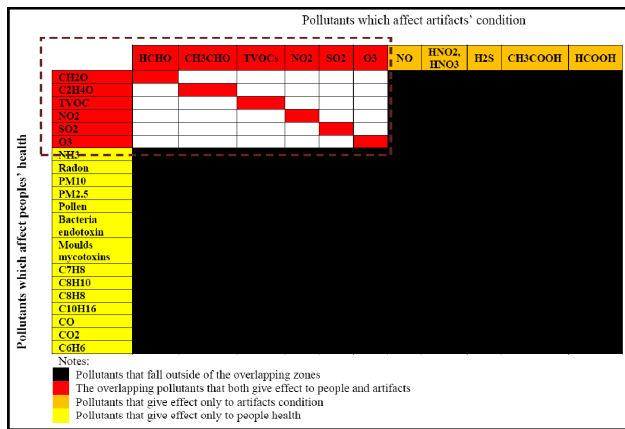 Pollutants which affect artifacts' condition
HCHO CH3CHO TVOCs NO2 SO2 O3 NO HNO2, HNO3 H2S CH3COOH HCOOH
Pollutants which affect peoples' health
CH2O
C2H4O
TVOC
NO2
SO2
O3
NH3
Radon
PM10
PM2.5
Pollen
Bacteria
endotoxin
Moulds
mycotoxins
C7H8
C8H10
C8H8
C10H16
CO
CO2
C6H6
Notes:
Pollutants that fall outside of the overlapping zones
The overlapping pollutants that both give effect to people and artifacts
Pollutants that give effect only to artifacts condition
Pollutants that give effect only to people health